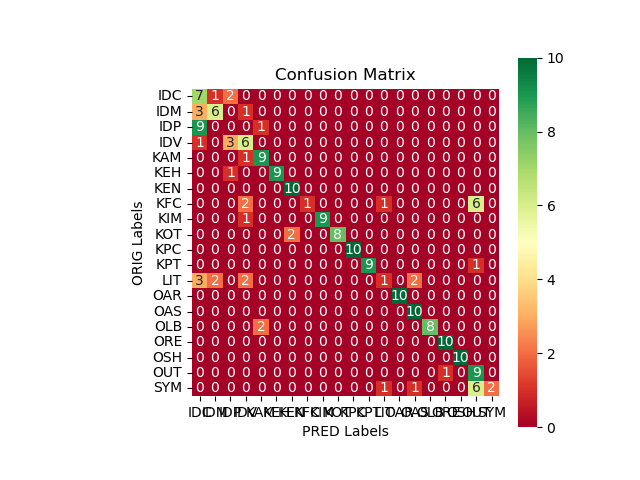 Confusion Matrix
ORIG Labels
IDC 7 1 2 0 0 0 0 0 0 0 0 0 0 0 0 0 0 0 0 0
IDM 3 6 0 1 0 0 0 0 0 0 0 0 0 0 0 0 0 0 0 0
IDP 9 0 0 0 1 0 0 0 0 0 0 0 0 0 0 0 0 0 0 0
IDV 1 0 3 6 0 0 0 0 0 0 0 0 0 0 0 0 0 0 0 0
KAM 0 0 0 1 9 0 0 0 0 0 0 0 0 0 0 0 0 0 0 0
KEH 0 0 1 0 0 9 0 0 0 0 0 0 0 0 0 0 0 0 0 0
KEN 0 0 0 0 0 0 10 0 0 0 0 0 0 0 0 0 0 0 0 0
KFC 0 0 0 2 0 0 0 1 0 0 0 0 1 0 0 0 0 0 6 0
KIM 0 0 0 1 0 0 0 0 9 0 0 0 0 0 0 0 0 0 0 0
KOT 0 0 0 0 0 0 2 0 0 8 0 0 0 0 0 0 0 0 0 0
KPC 0 0 0 0 0 0 0 0 0 0 10 0 0 0 0 0 0 0 0 0
KPT 0 0 0 0 0 0 0 0 0 0 0 9 0 0 0 0 0 0 1 0
LIT 3 2 0 2 0 0 0 0 0 0 0 0 1 0 2 0 0 0 0 0
OAR 0 0 0 0 0 0 0 0 0 0 0 0 0 10 0 0 0 0 0 0
OAS 0 0 0 0 0 0 0 0 0 0 0 0 0 0 10 0 0 0 0 0
OLB 0 0 0 0 2 0 0 0 0 0 0 0 0 0 0 8 0 0 0 0
ORE 0 0 0 0 0 0 0 0 0 0 0 0 0 0 0 0 10 0 0 0
OSH 0 0 0 0 0 0 0 0 0 0 0 0 0 0 0 0 0 10 0 0
OUT 0 0 0 0 0 0 0 0 0 0 0 0 0 0 0 0 1 0 9 0
SYM 0 0 0 0 0 0 0 0 0 0 0 0 1 0 1 0 0 0 6 2
IDC IDM IDP IDV KAM KEH KEN KFC KIM KOT KPC KPT LIT OAR OAS OLB ORE OSH OUT SYM
PRED Labels
10
8
6
4
2
0